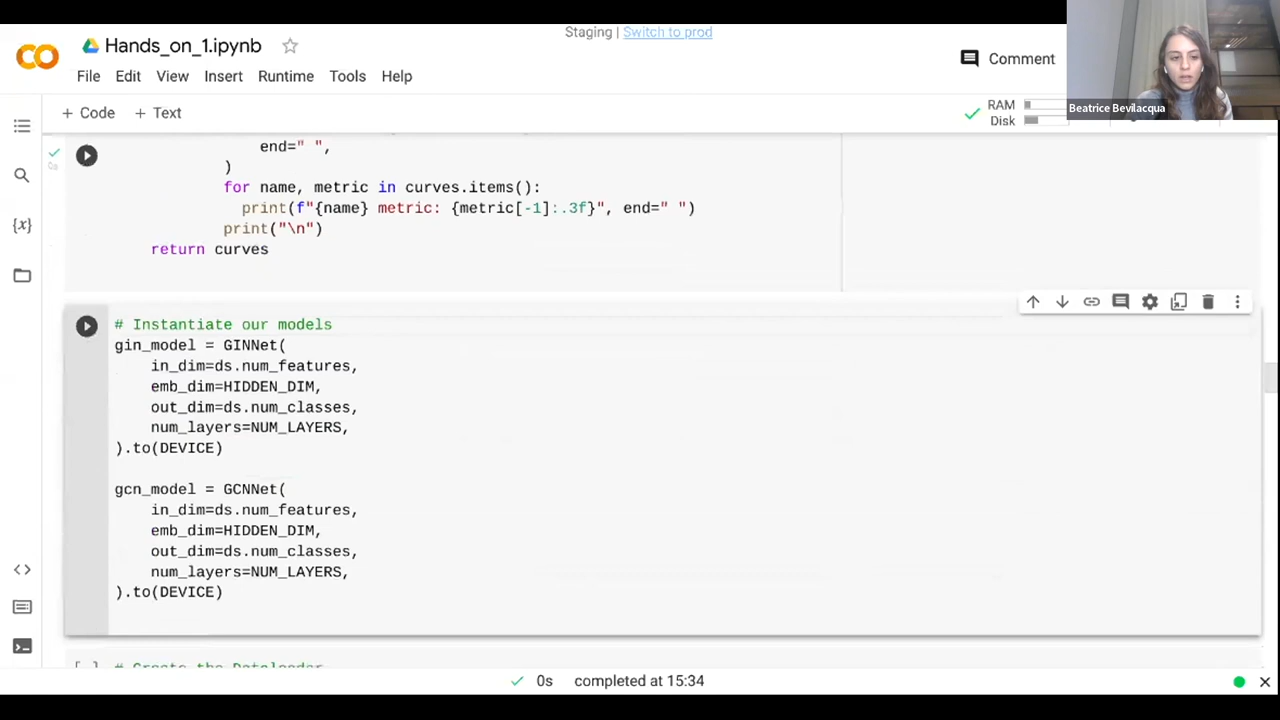 Staging | Switch to prod
Hands_on_1.ipynb
File Edit View Insert Runtime Tools Help
Comment
Beatrice Bevilacqua
+ Code + Text
RAM
Disk
end=" ",
)
for name, metric in curves.items():
print(f"{name} metric: {metric[-1]:.3f}", end=" ")
print("\n")
return curves
# Instantiate our models
gin_model = GINNet(
in_dim=ds.num_features,
emb_dim=HIDDEN_DIM,
out_dim=ds.num_classes,
num_layers=NUM_LAYERS,
).to(DEVICE)
gcn_model = GCNNet(
in_dim=ds.num_features,
emb_dim=HIDDEN_DIM,
out_dim=ds.num_classes,
num_layers=NUM_LAYERS,
).to(DEVICE)
[ ] # Create the Dataloader
0s completed at 15:34